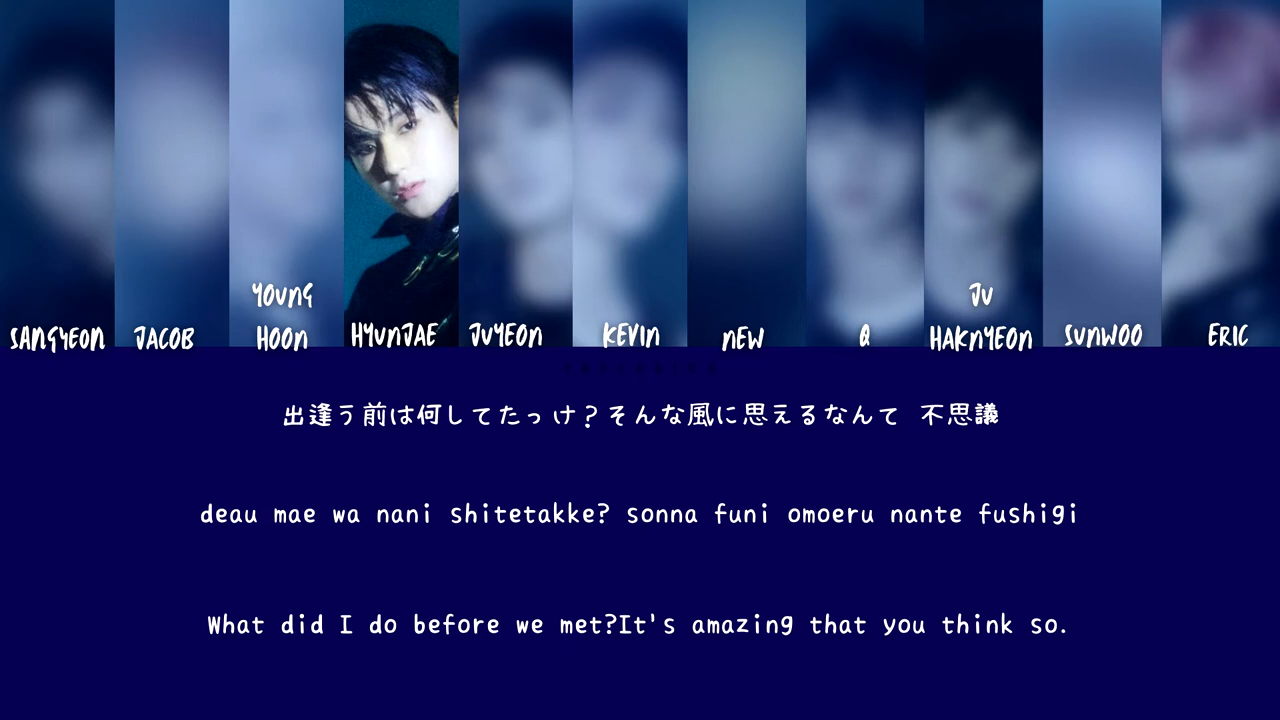 SANGYEON
JACOB
YOUNG
HOON
HYUNJAE
JUYEON
KEVIN
NEW
Q
JU
HAKNYEON
SUNWOO
ERIC
出逢う前は何してたっけ？そんな風に思えるなんて 不思議
deau mae wa nani shitetakke? sonna funi omoeru nante fushigi
What did I do before we met?It's amazing that you think so.